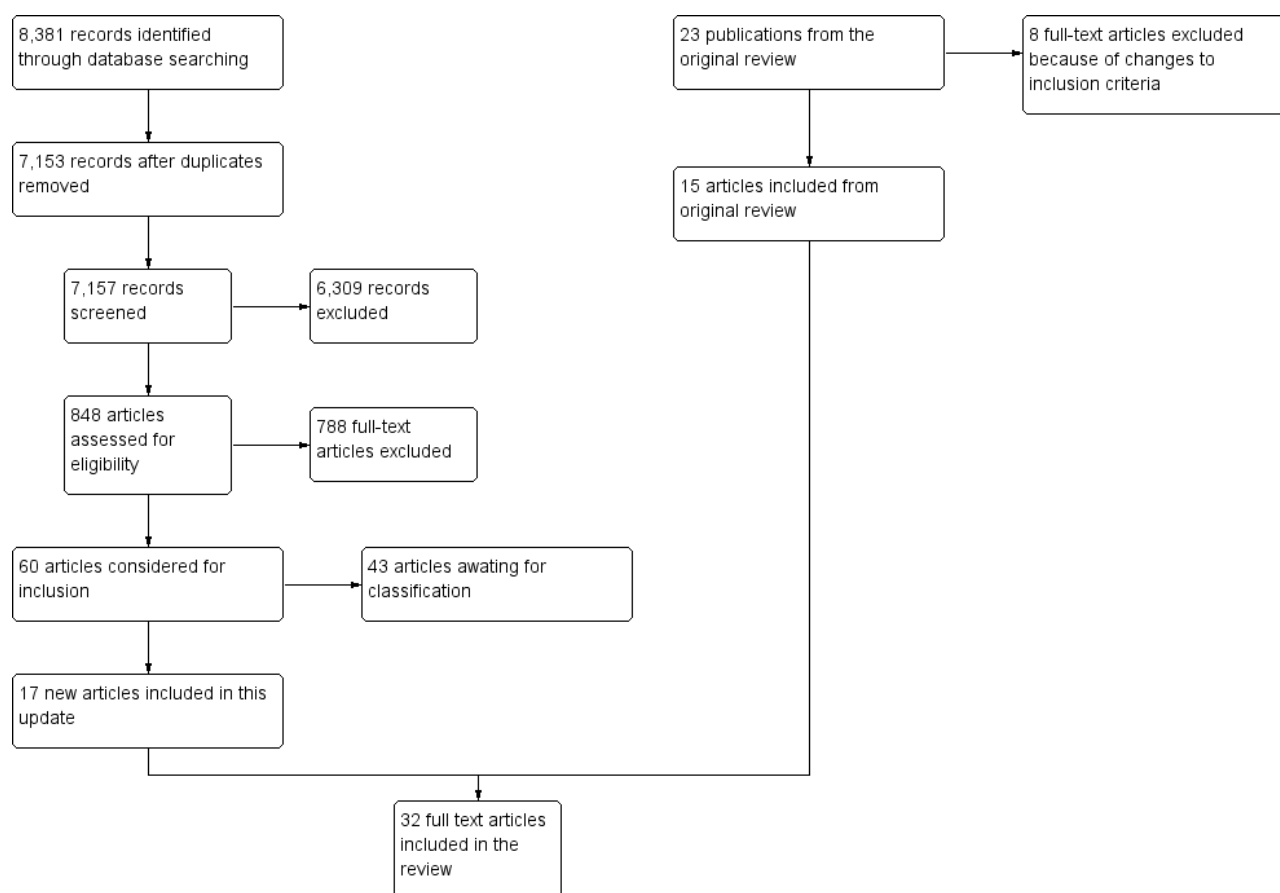 8,381 records identified
through database searching
23 publications from the
original review
8 full-text articles excluded
because of changes to
inclusion criteria
7,153 records after duplicates
removed
15 articles included from
original review
7,157 records
screened
6,309 records
excluded
848 articles
assessed for
eligibility
788 full-text
articles excluded
60 articles considered for
inclusion
43 articles awating for
classification
17 new articles included in this
update
32 full text articles
included in the
review